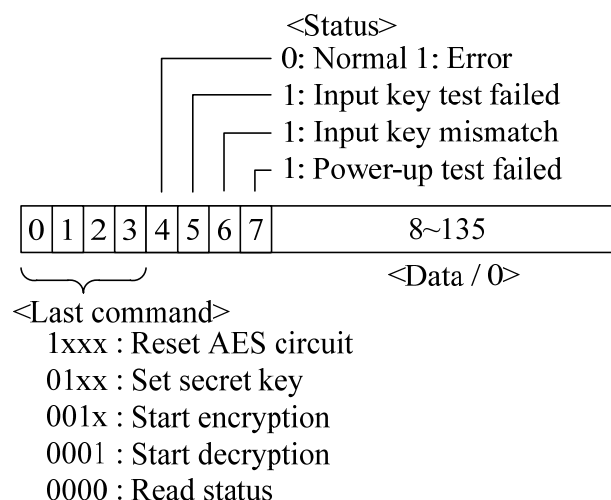 <Status>
0: Normal 1: Error
1: Input key test failed
1: Input key mismatch
1: Power-up test failed
0 1 2 3 4 5 6 7 8~135
<Data / 0>
<Last command>
1xxx : Reset AES circuit
01xx : Set secret key
001x : Start encryption
0001 : Start decryption
0000 : Read status